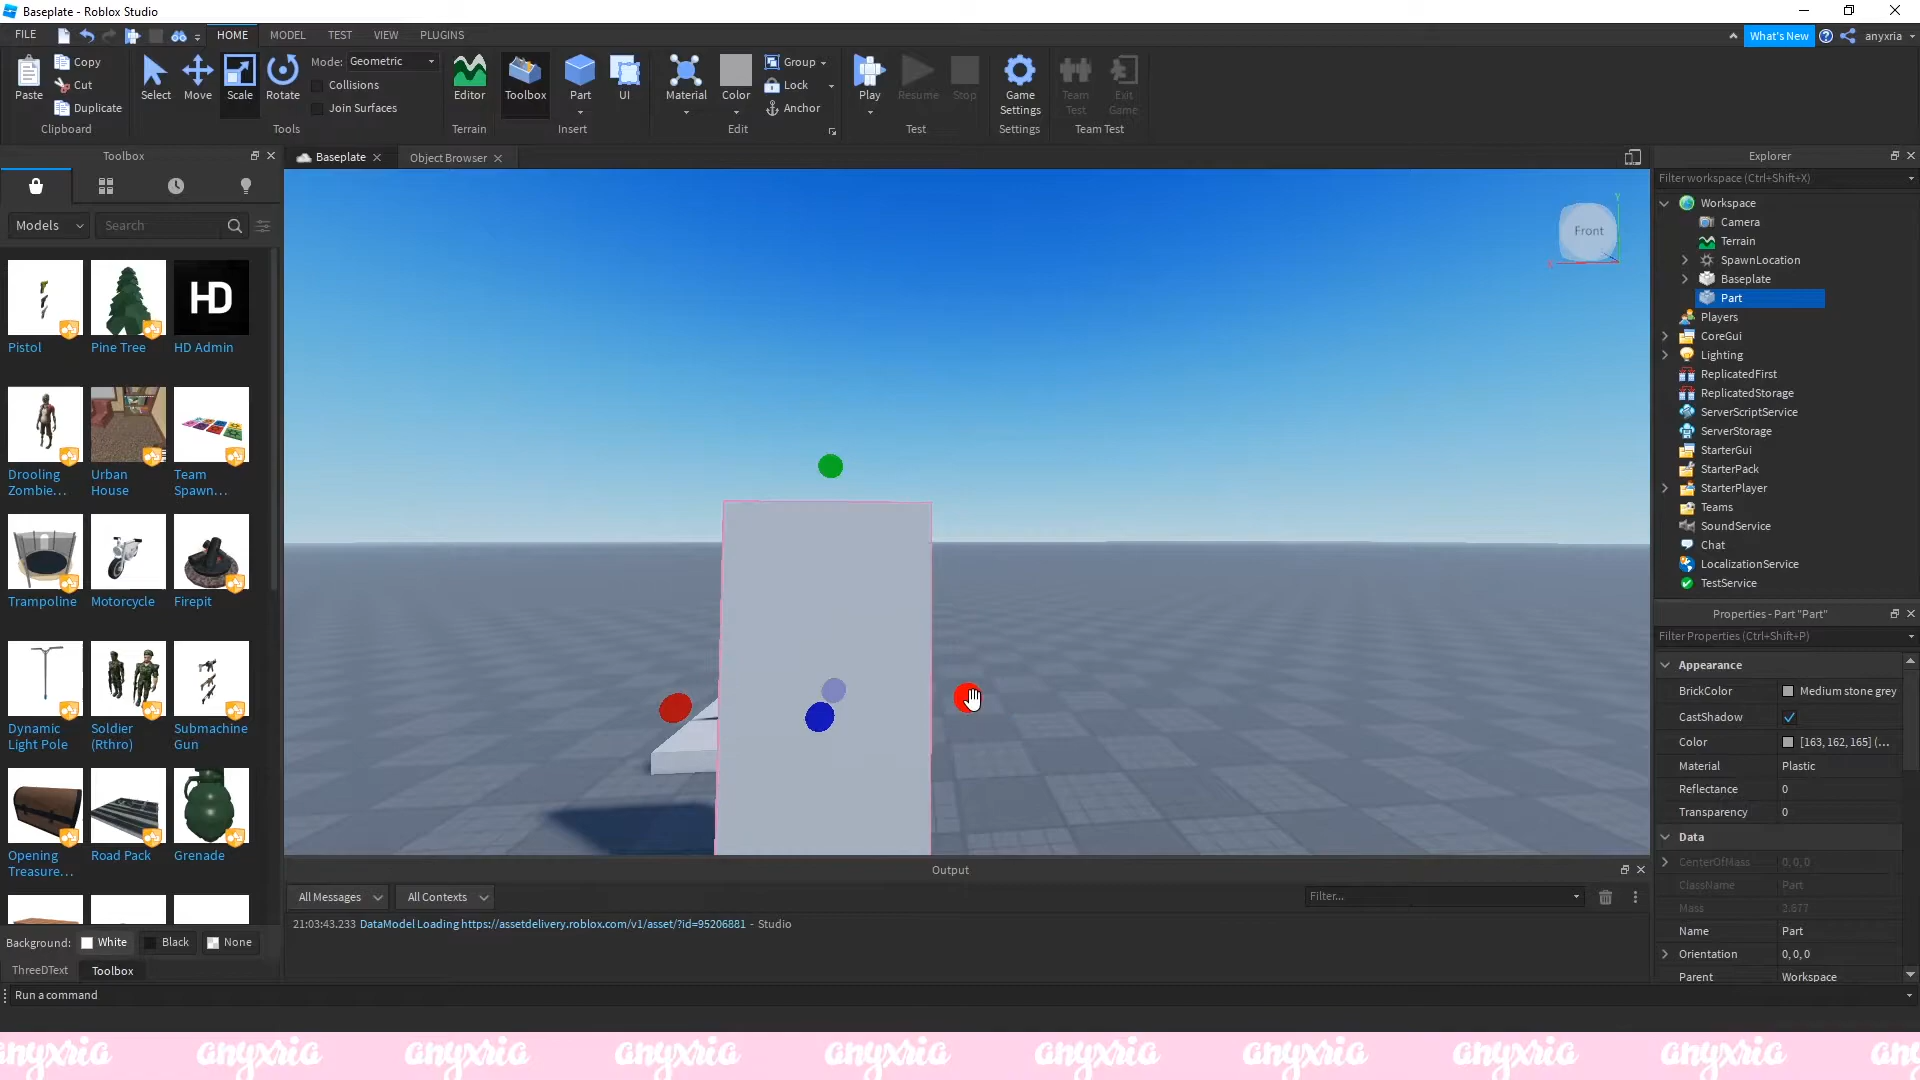 Baseplate - Roblox Studio
FILE HOME MODEL TEST VIEW PLUGINS What's New anyxria
Paste Copy Cut Duplicate Clipboard
Select Move Scale Rotate Mode: Geometric Collisions Join Surfaces Tools
Editor Terrain
Toolbox Part UI Insert
Material Color Group Lock Anchor Edit
Play Resume Stop Test
Game Settings Settings
Team Test Exit Game Team Test
Toolbox
Models Search
Pistol Pine Tree HD HD Admin
Drooling Zombie... Urban House Team Spawn...
Trampoline Motorcycle Firepit
Dynamic Light Pole Soldier (Rthro) Submachine Gun
Opening Treasure... Road Pack Grenade
Background: White Black None
ThreeDText Toolbox
Baseplate Object Browser
Front
Y
Output
All Messages All Contexts Filter...
21:03:43.233 DataModel Loading https://assetdelivery.roblox.com/v1/asset/?id=95206881 - Studio
Explorer
Filter workspace (Ctrl+Shift+X)
Workspace
Camera
Terrain
SpawnLocation
Baseplate
Part
Players
CoreGui
Lighting
ReplicatedFirst
ReplicatedStorage
ServerScriptService
ServerStorage
StarterGui
StarterPack
StarterPlayer
Teams
SoundService
Chat
LocalizationService
TestService
Properties - Part "Part"
Filter Properties (Ctrl+Shift+P)
Appearance
BrickColor Medium stone grey
CastShadow
Color [163, 162, 165] (...
Material Plastic
Reflectance 0
Transparency 0
Data
CenterOfMass 0, 0, 0
ClassName Part
Mass 2.877
Name Part
Orientation 0, 0, 0
Parent Workspace
Run a command
anyxria anyxria anyxria anyxria anyxria anyxria anyxria anyxria anyxria an